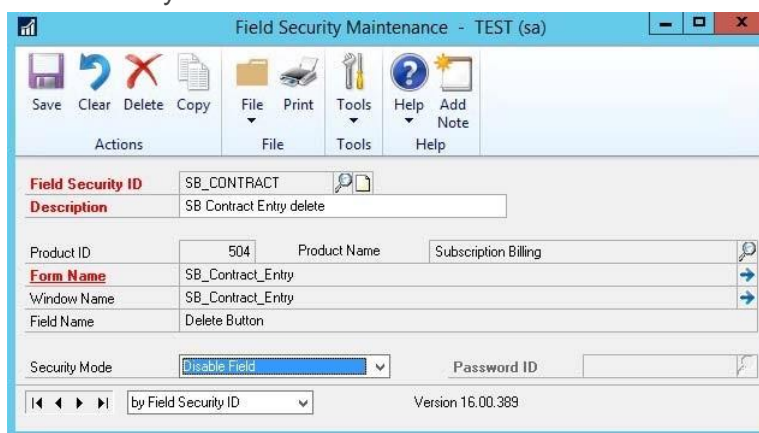 Field Security Maintenance - TEST (sa)
Save Clear Delete Copy File Print Tools Help Add Note
Actions File Tools Help
Field Security ID SB_CONTRACT
Description SB Contract Entry delete
Product ID 504 Product Name Subscription Billing
Form Name SB_Contract_Entry
Window Name SB_Contract_Entry
Field Name Delete Button
Security Mode Disable Field Password ID
by Field Security ID Version 16.00.389